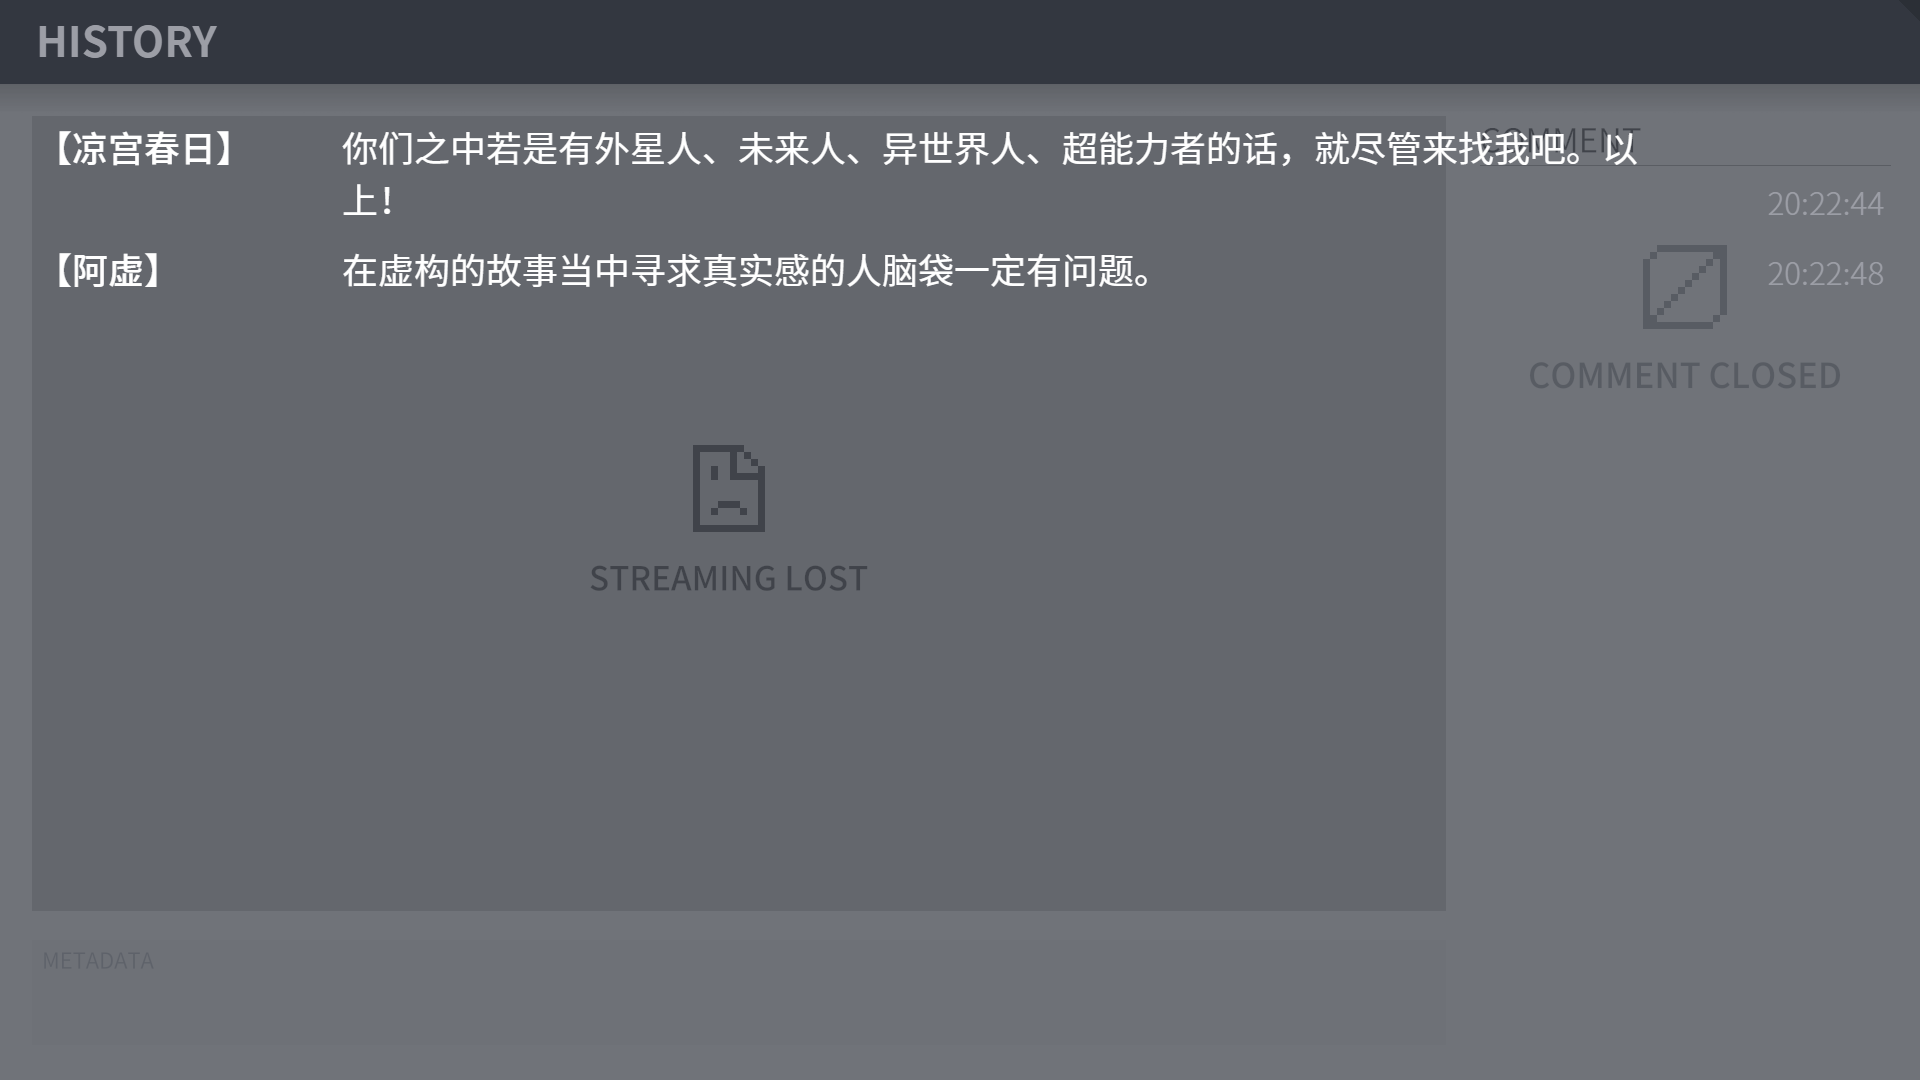 HISTORY
【凉宫春日】 你们之中若是有外星人、未来人、异世界人、超能力者的话，就尽管来找我吧。以
上！
COMMENT
20:22:44
【阿虚】 在虚构的故事当中寻求真实感的人脑袋一定有问题。
20:22:48
COMMENT CLOSED
STREAMING LOST
METADATA